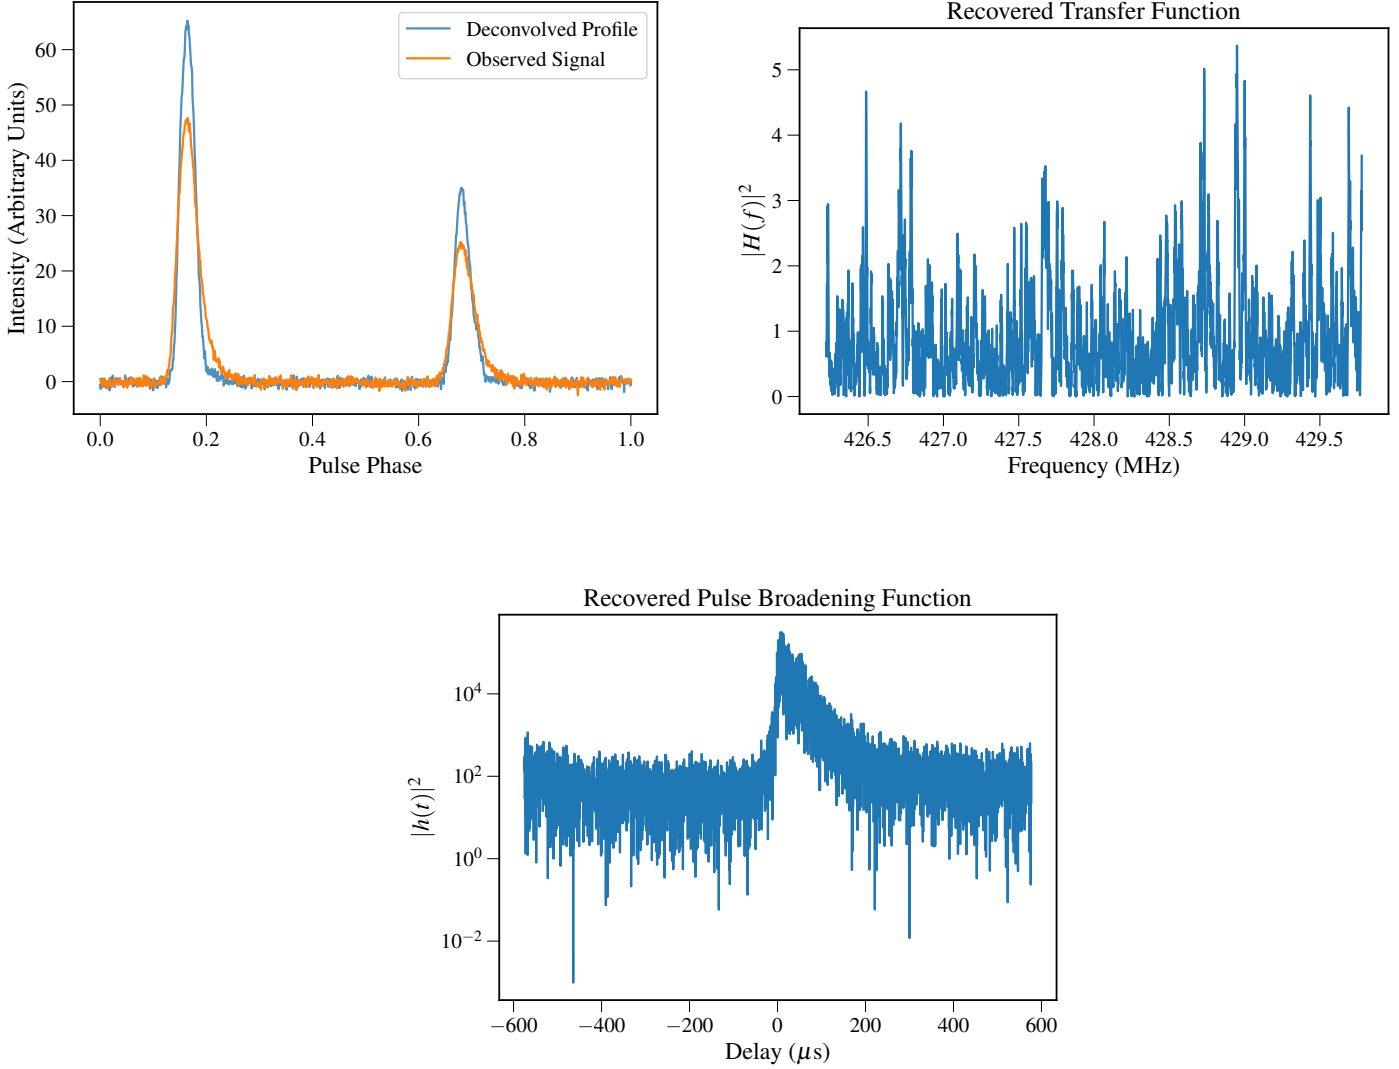 Deconvolved Profile
Observed Signal
Intensity (Arbitrary Units)
60
50
40
30
20
10
0
0.0 0.2 0.4 0.6 0.8 1.0
Pulse Phase
Recovered Transfer Function
|H(f)|²
5
4
3
2
1
0
426.5 427.0 427.5 428.0 428.5 429.0 429.5
Frequency (MHz)
Recovered Pulse Broadening Function
|h(t)|²
10⁴
10²
10⁰
10⁻²
−600 −400 −200 0 200 400 600
Delay (μs)